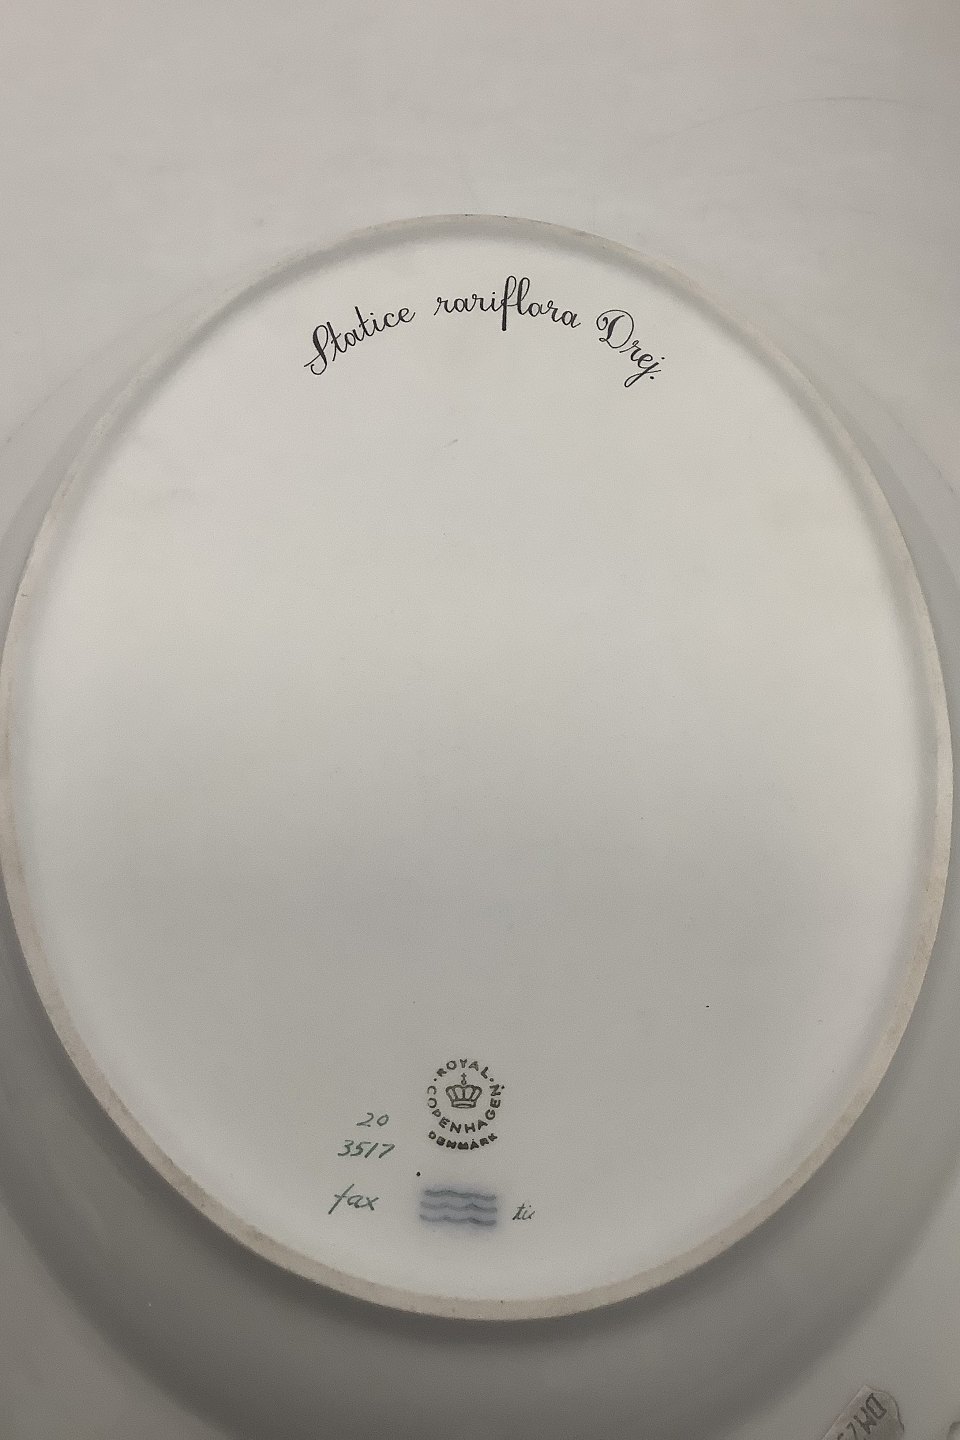 Statice rariflora Drej.
ROYAL
COPENHAGEN
DENMARK
20
3517
fax